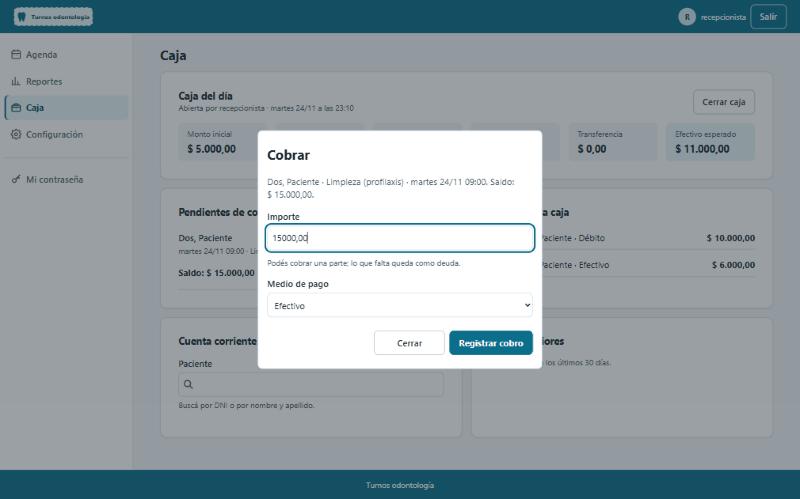 Turnos odontología
R
recepcionista
Salir
Agenda
Reportes
Caja
Configuración
Mi contraseña
Caja
Caja del día
Abierta por recepcionista · martes 24/11 a las 23:10
Cerrar caja
Monto inicial
$ 5.000,00
Transferencia
$ 0,00
Efectivo esperado
$ 11.000,00
Pendientes de co
Dos, Paciente
martes 24/11 09:00 · Li
Saldo: $ 15.000,00
a caja
Paciente · Débito
$ 10.000,00
Paciente · Efectivo
$ 6.000,00
Cobrar
Dos, Paciente · Limpieza (profilaxis) · martes 24/11 09:00. Saldo:
$ 15.000,00.
Importe
15000,00
Podés cobrar una parte: lo que falta queda como deuda.
Medio de pago
Efectivo
Cerrar
Registrar cobro
Cuenta corriente
Paciente
Buscá por DNI o por nombre y apellido.
iores
los últimos 30 días.
Turnos odontología